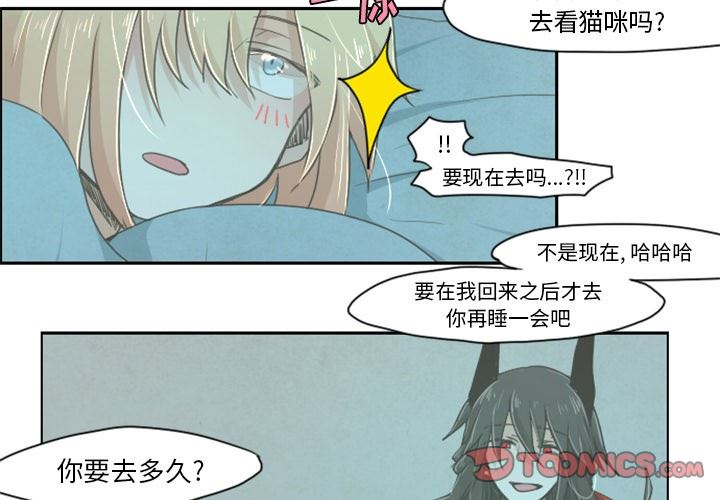 去看猫咪吗?
!!
要现在去吗...?!!
不是现在, 哈哈哈
要在我回来之后才去
你再睡一会吧
你要去多久?
TOOMICS.com